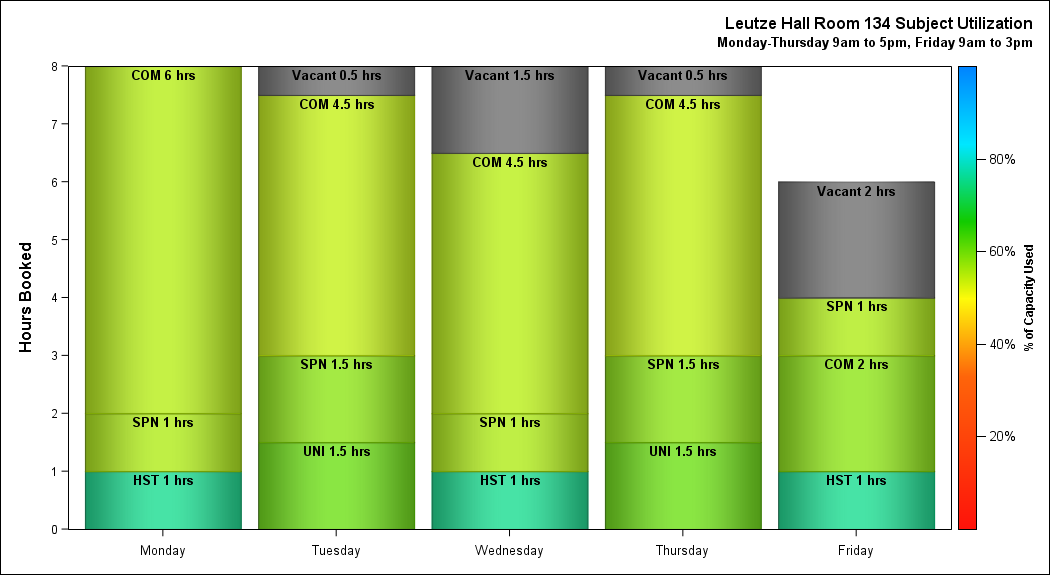 Leutze Hall Room 134 Subject Utilization
Monday-Thursday 9am to 5pm, Friday 9am to 3pm
Hours Booked
8
7
6
5
4
3
2
1
0
COM 6 hrs
SPN 1 hrs
HST 1 hrs
Vacant 0.5 hrs
COM 4.5 hrs
SPN 1.5 hrs
UNI 1.5 hrs
Vacant 1.5 hrs
COM 4.5 hrs
SPN 1 hrs
HST 1 hrs
Vacant 0.5 hrs
COM 4.5 hrs
SPN 1.5 hrs
UNI 1.5 hrs
Vacant 2 hrs
SPN 1 hrs
COM 2 hrs
HST 1 hrs
Monday
Tuesday
Wednesday
Thursday
Friday
80%
60%
40%
20%
% of Capacity Used